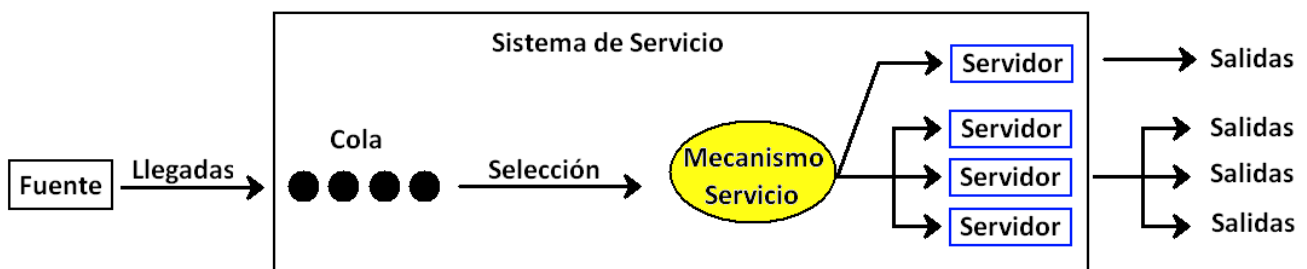 Sistema de Servicio
Fuente
Llegadas
Cola
Selección
Mecanismo
Servicio
Servidor
Servidor
Servidor
Servidor
Salidas
Salidas
Salidas
Salidas